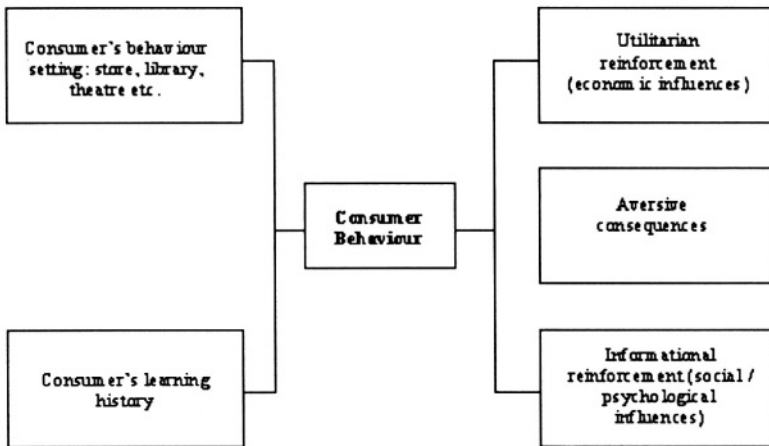 Consumer's behaviour
setting: store, library,
theatre etc.
Utilitarian
reinforcement
(economic influences)
Consumer
Behaviour
Aversive
consequences
Consumer's learning
history
Informational
reinforcement (social /
psychological
influences)